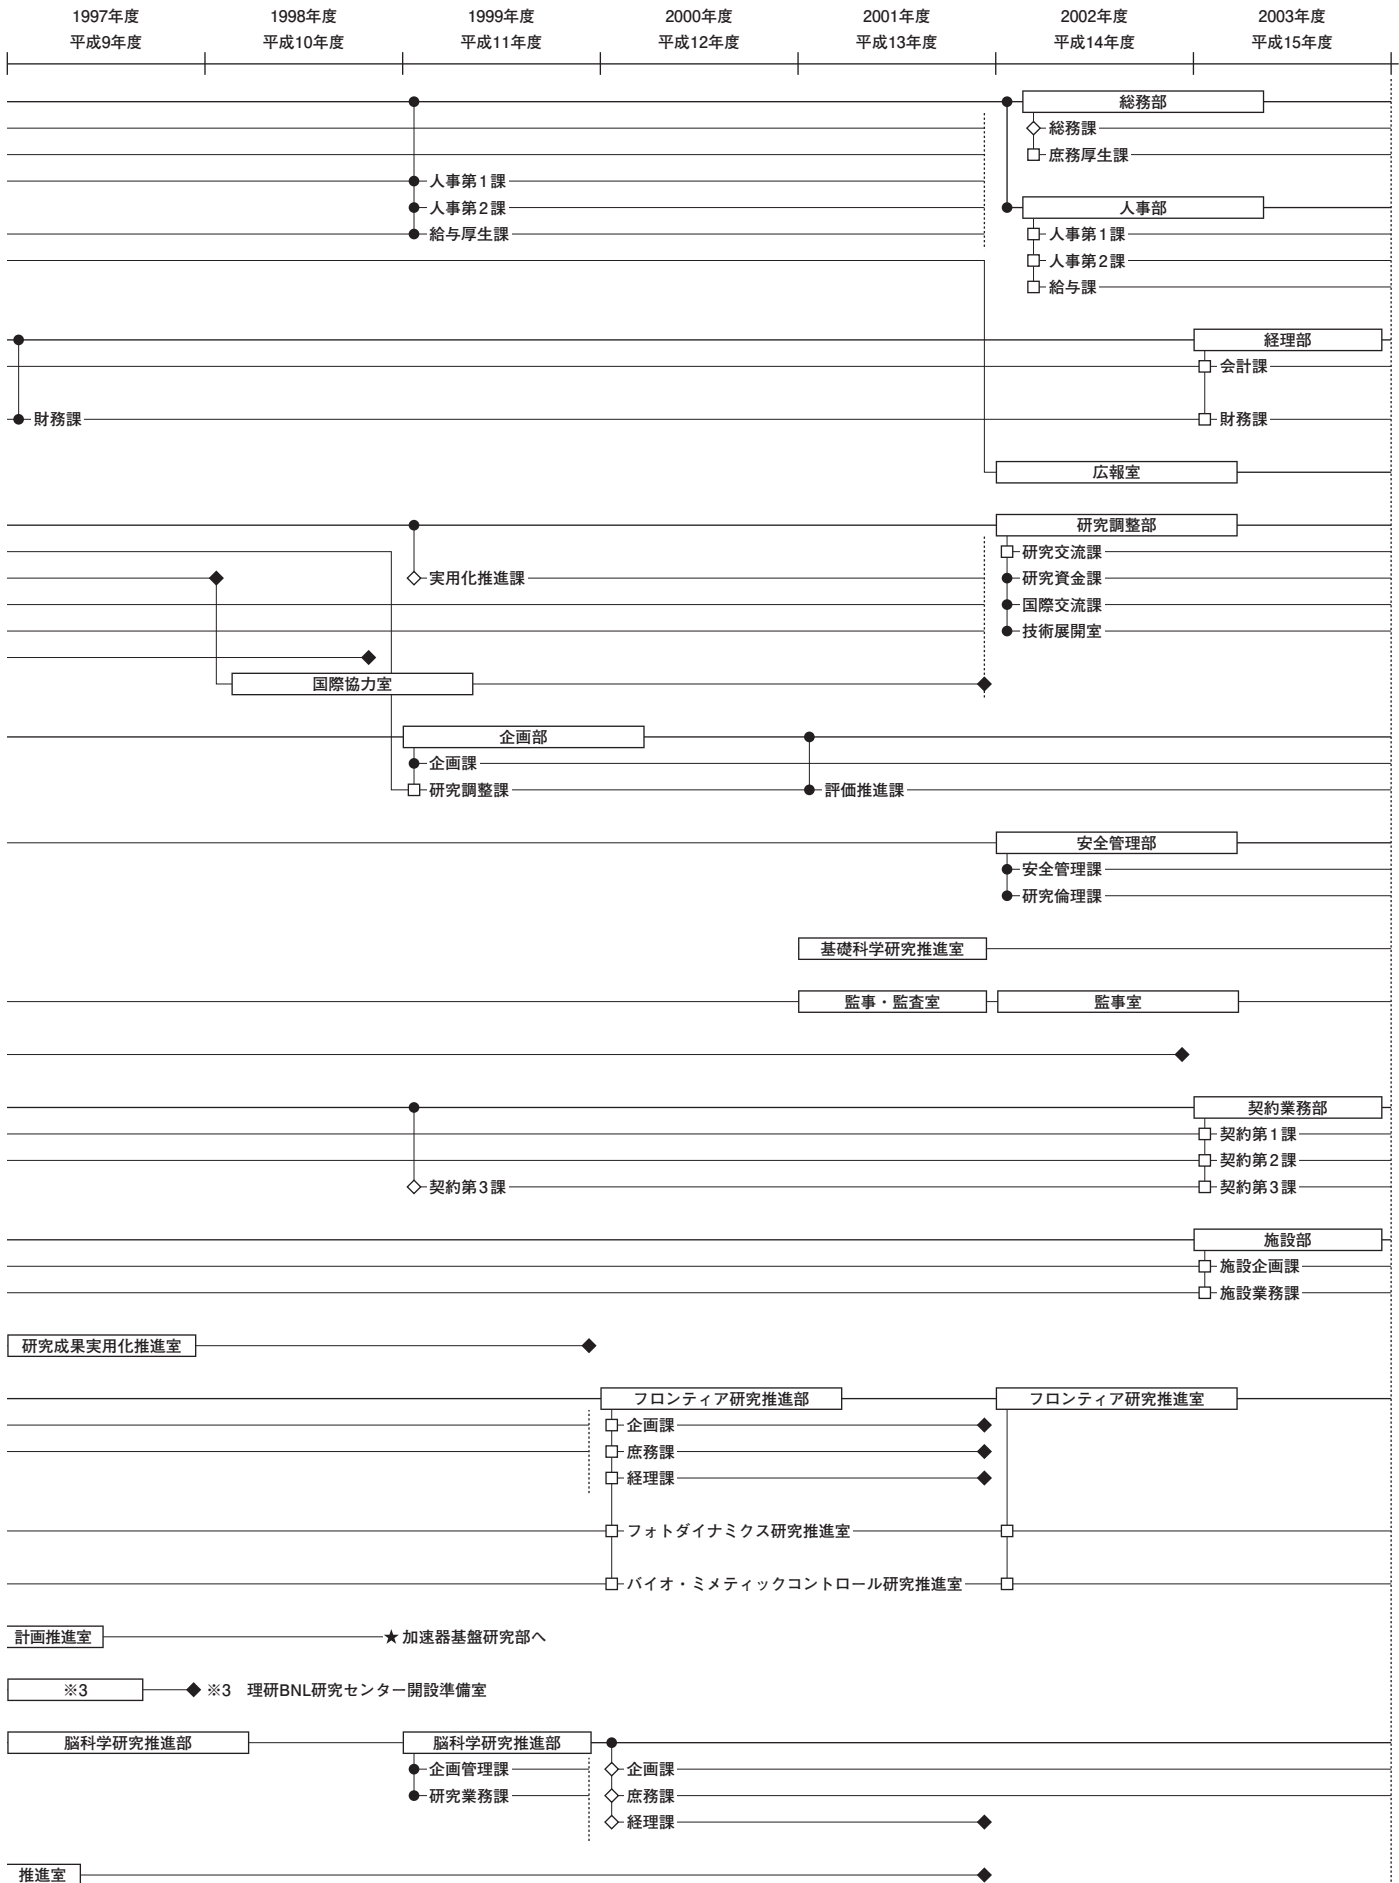 1997年度 1998年度 1999年度 2000年度 2001年度 2002年度 2003年度
平成9年度 平成10年度 平成11年度 平成12年度 平成13年度 平成14年度 平成15年度
総務部
総務課
庶務厚生課
人事第1課
人事第2課 人事部
給与厚生課 人事第1課
人事第2課
給与課
経理部
会計課
財務課 財務課
広報室
研究調整部
研究交流課
実用化推進課 研究資金課
国際交流課
技術展開室
国際協力室
企画部
企画課
研究調整課 評価推進課
安全管理部
安全管理課
研究倫理課
基礎科学研究推進室
監事・監査室 監事室
契約業務部
契約第1課
契約第2課
契約第3課 契約第3課
施設部
施設企画課
施設業務課
研究成果実用化推進室
フロンティア研究推進部 フロンティア研究推進室
企画課
庶務課
経理課
フォトダイナミクス研究推進室
バイオ・ミメティックコントロール研究推進室
計画推進室 ★加速器基盤研究部へ
※3 ※3 理研BNL研究センター開設準備室
脳科学研究推進部 脳科学研究推進部
企画管理課 企画課
研究業務課 庶務課
経理課
推進室